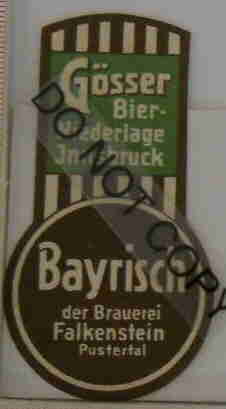 Gösser
Bier-
Niederlage
Innsbruck
DO NOT COPY
Bayrisch
der Brauerei
Falkenstein
Pustertal